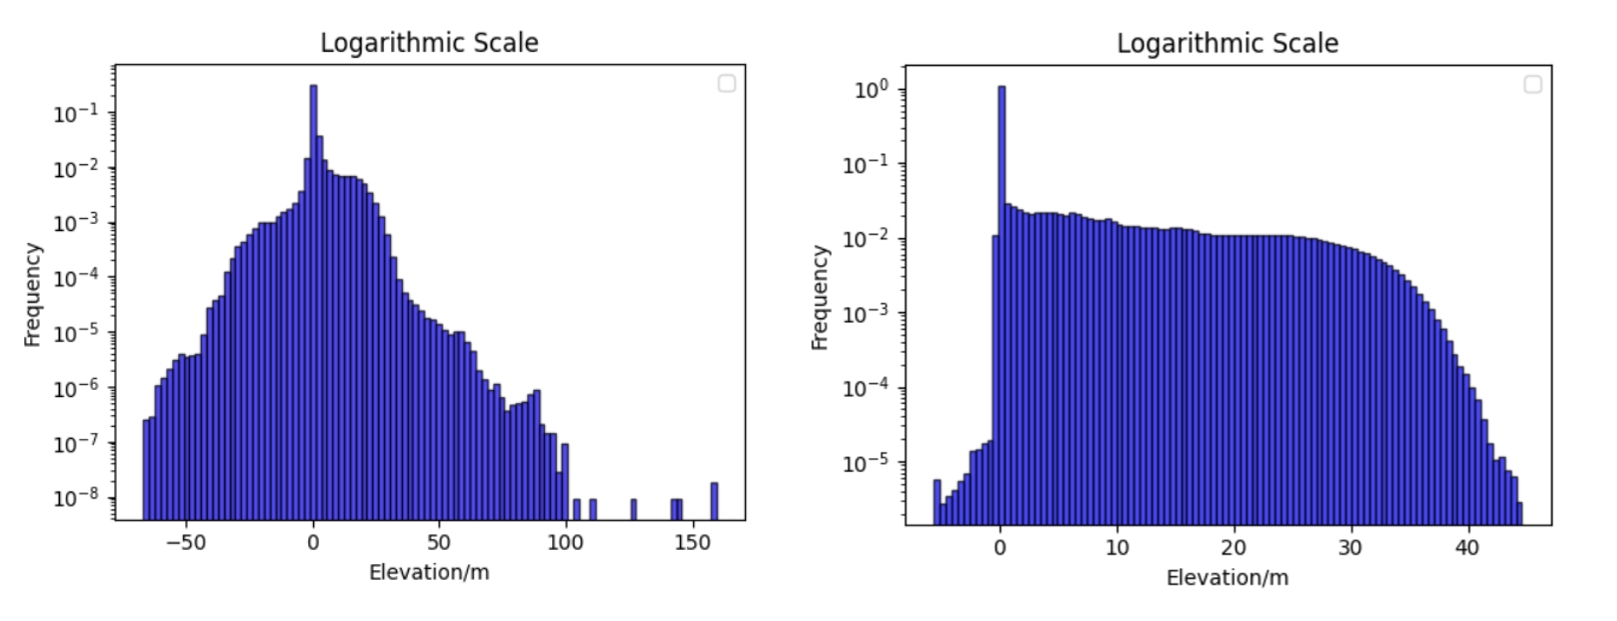 Logarithmic Scale
Frequency
10⁻¹
10⁻²
10⁻³
10⁻⁴
10⁻⁵
10⁻⁶
10⁻⁷
10⁻⁸
−50 0 50 100 150
Elevation/m
Logarithmic Scale
Frequency
10⁰
10⁻¹
10⁻²
10⁻³
10⁻⁴
10⁻⁵
0 10 20 30 40
Elevation/m